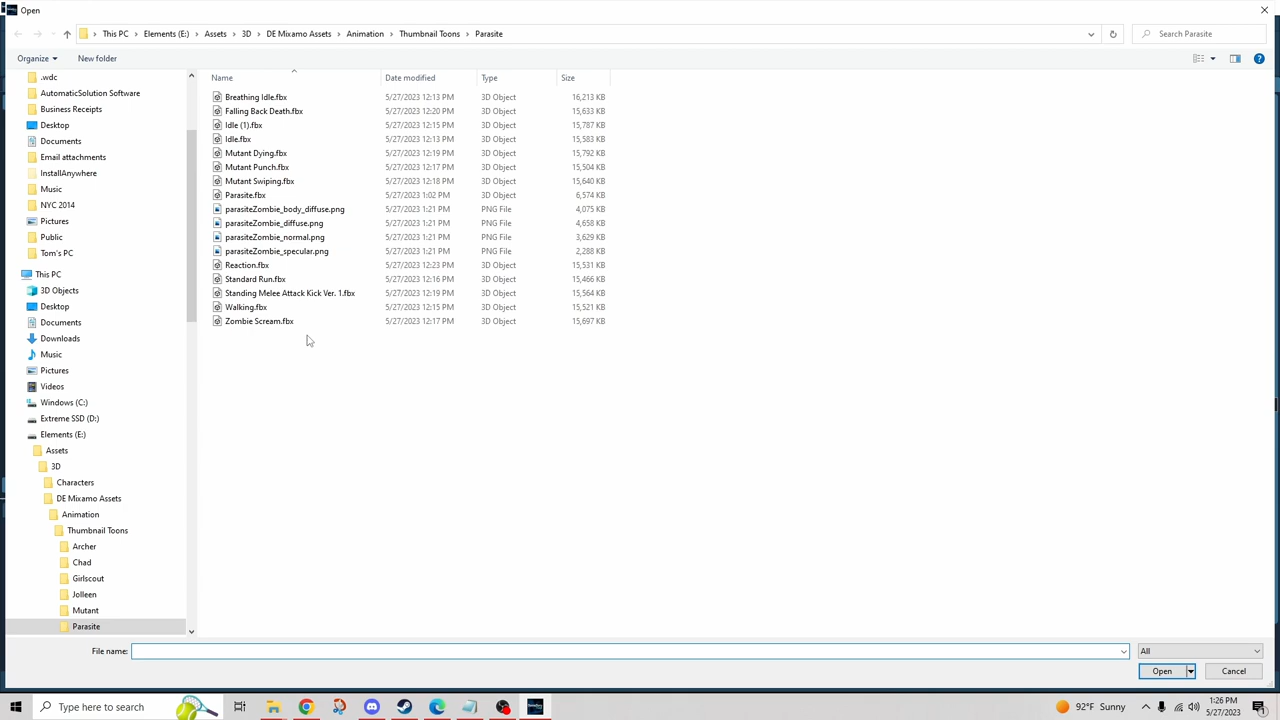 Open
This PC > Elements (E:) > Assets > 3D > DE Mixamo Assets > Animation > Thumbnail Toons > Parasite
Search Parasite
Organize
New folder
Name
Date modified
Type
Size
.wdc
AutomaticSolution Software
Business Receipts
Desktop
Documents
Email attachments
InstallAnywhere
Music
NYC 2014
Pictures
Public
Tom's PC
This PC
3D Objects
Desktop
Documents
Downloads
Music
Pictures
Videos
Windows (C:)
Extreme SSD (D:)
Elements (E:)
Assets
3D
Characters
DE Mixamo Assets
Animation
Thumbnail Toons
Archer
Chad
Girlscout
Jolleen
Mutant
Parasite
Breathing Idle.fbx 5/27/2023 12:13 PM 3D Object 16,213 KB
Falling Back Death.fbx 5/27/2023 12:20 PM 3D Object 15,633 KB
Idle (1).fbx 5/27/2023 12:15 PM 3D Object 15,787 KB
Idle.fbx 5/27/2023 12:13 PM 3D Object 15,583 KB
Mutant Dying.fbx 5/27/2023 12:19 PM 3D Object 15,792 KB
Mutant Punch.fbx 5/27/2023 12:17 PM 3D Object 15,504 KB
Mutant Swiping.fbx 5/27/2023 12:18 PM 3D Object 15,640 KB
Parasite.fbx 5/27/2023 1:02 PM 3D Object 6,574 KB
parasiteZombie_body_diffuse.png 5/27/2023 1:21 PM PNG File 4,075 KB
parasiteZombie_diffuse.png 5/27/2023 1:21 PM PNG File 4,658 KB
parasiteZombie_normal.png 5/27/2023 1:21 PM PNG File 3,629 KB
parasiteZombie_specular.png 5/27/2023 1:21 PM PNG File 2,288 KB
Reaction.fbx 5/27/2023 12:23 PM 3D Object 15,531 KB
Standard Run.fbx 5/27/2023 12:16 PM 3D Object 15,466 KB
Standing Melee Attack Kick Ver. 1.fbx 5/27/2023 12:19 PM 3D Object 15,564 KB
Walking.fbx 5/27/2023 12:15 PM 3D Object 15,521 KB
Zombie Scream.fbx 5/27/2023 12:17 PM 3D Object 15,697 KB
File name:
All
Open
Cancel
Type here to search
92°F Sunny
1:26 PM
5/27/2023
1